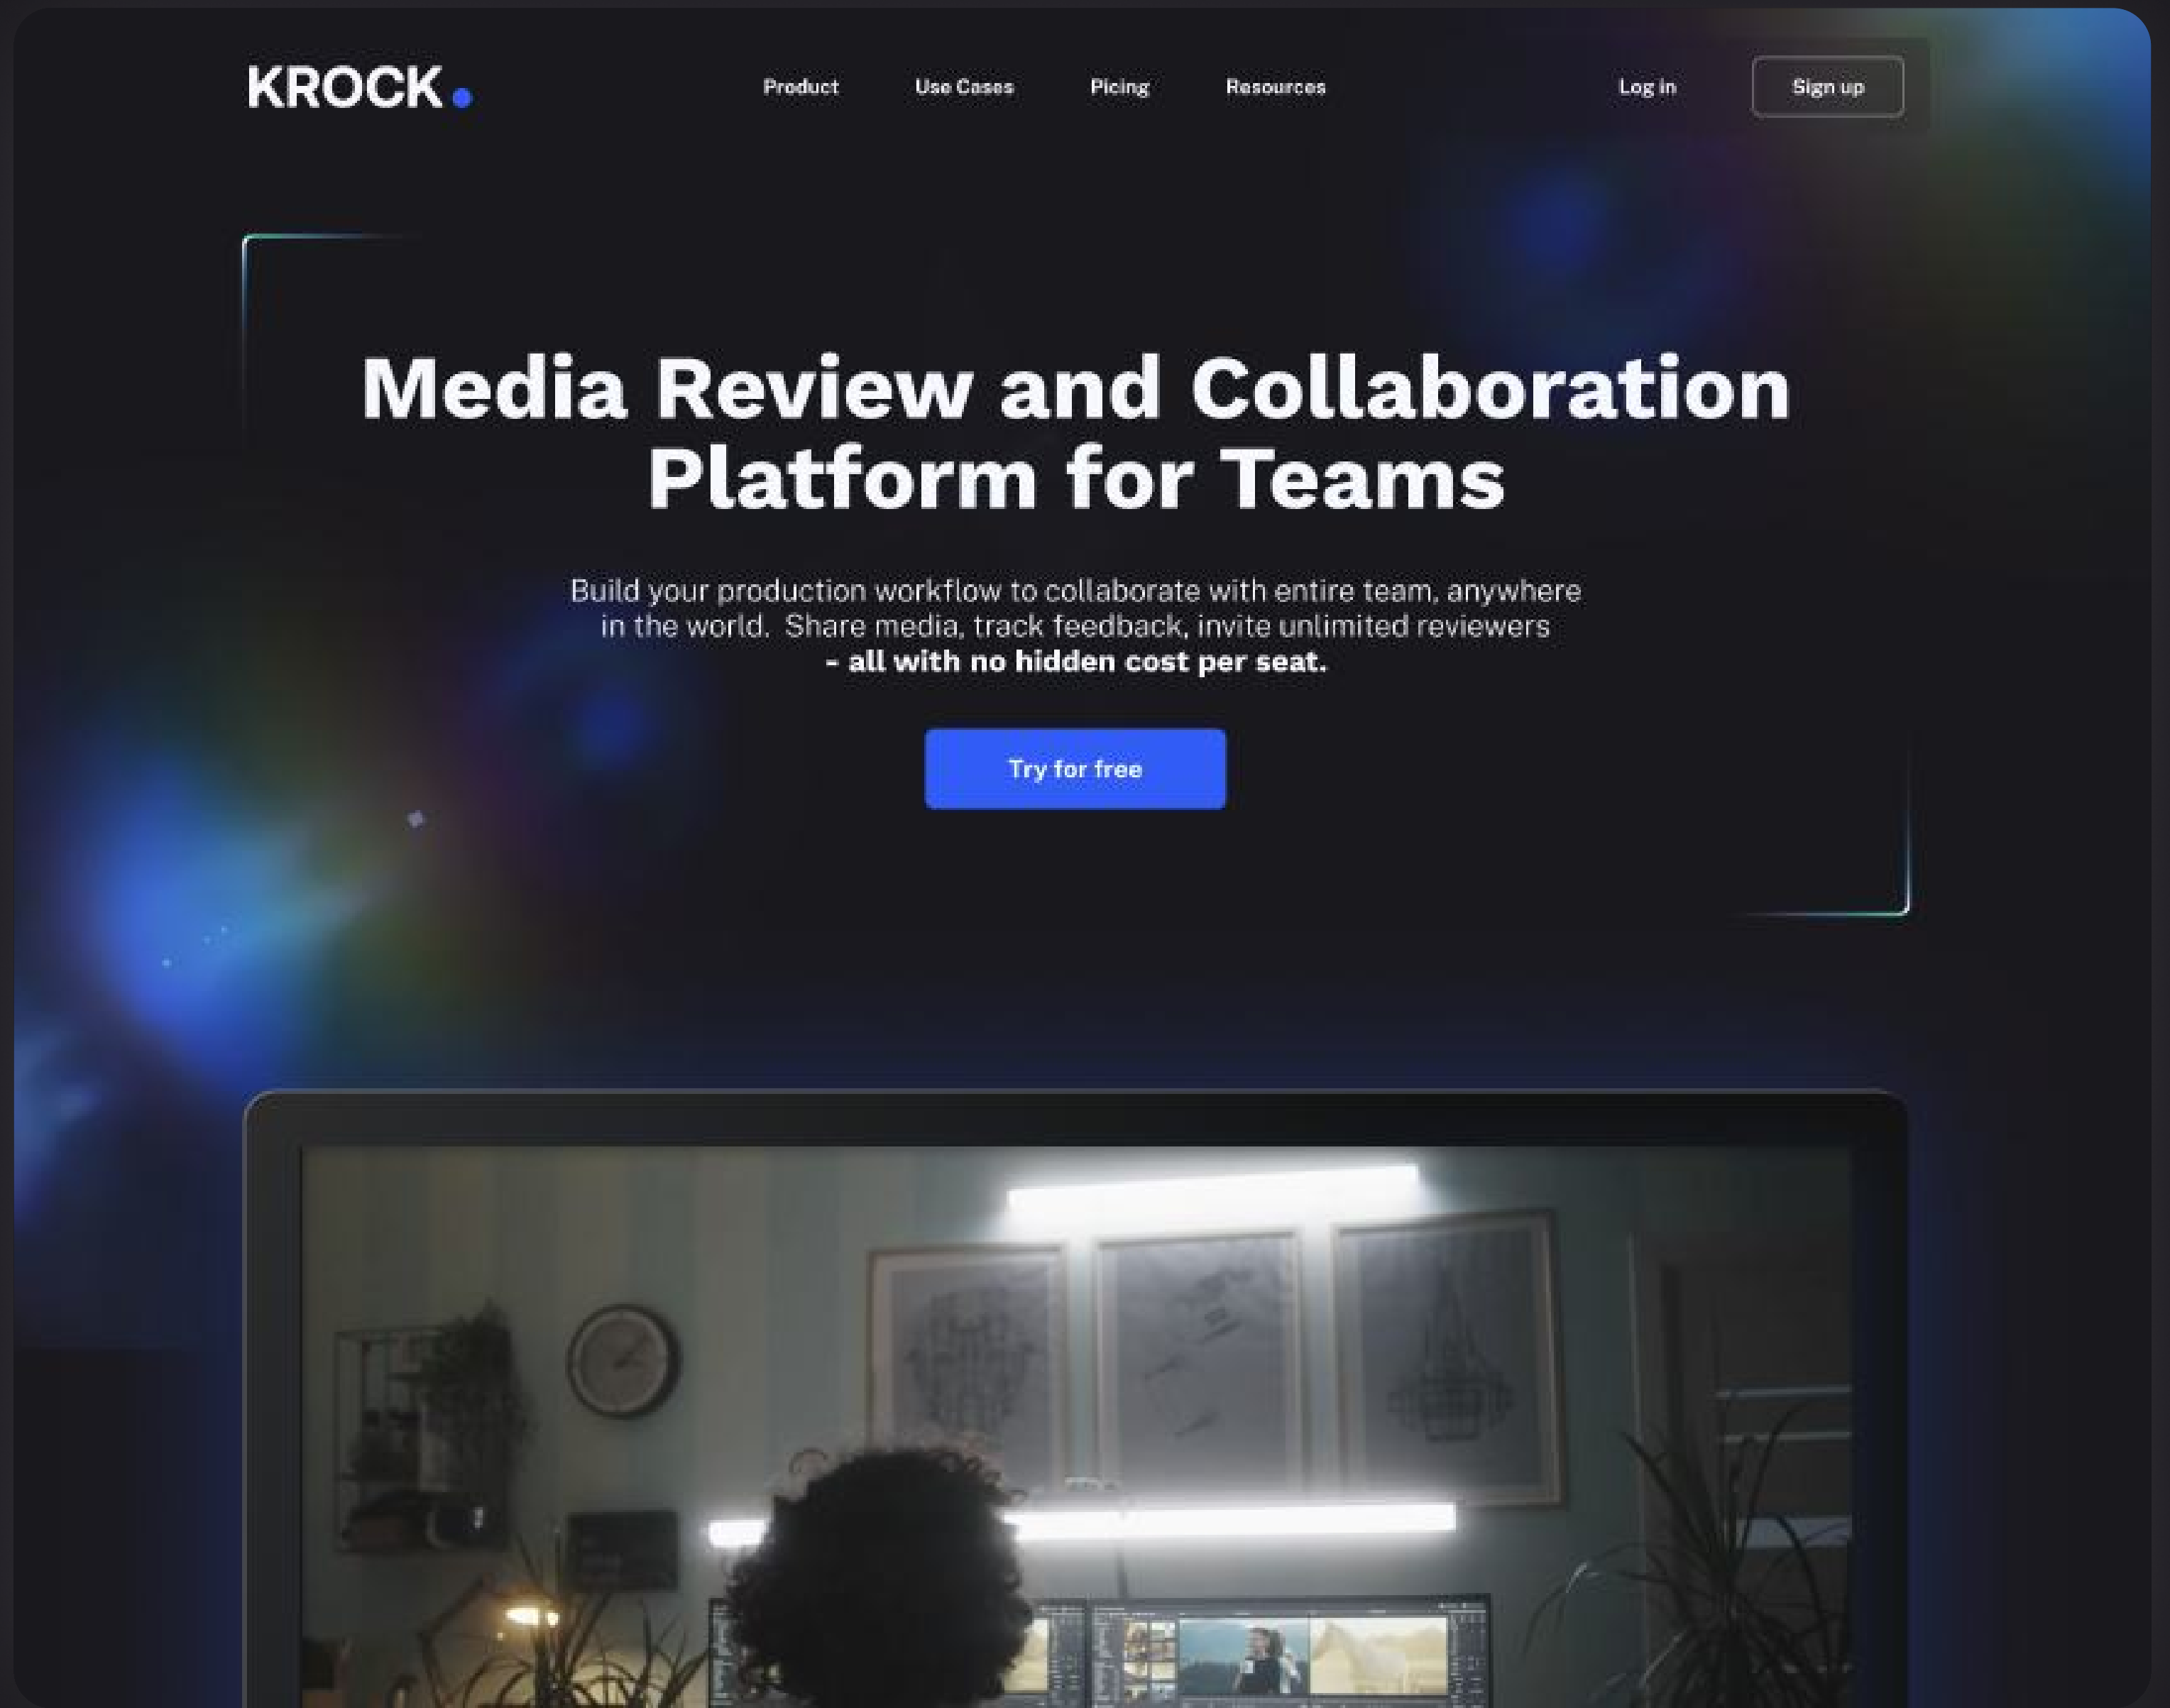 KROCK.
Product Use Cases Picing Resources Log in Sign up
Media Review and Collaboration
Platform for Teams
Build your production workflow to collaborate with entire team, anywhere
in the world. Share media, track feedback, invite unlimited reviewers
- all with no hidden cost per seat.
Try for free